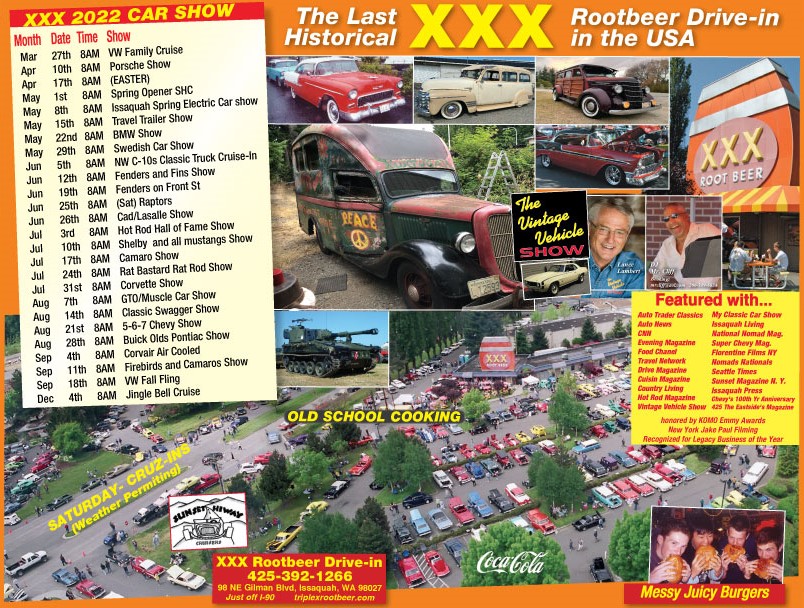 XXX 2022 CAR SHOW
Month Date Time Show
Mar 27th 8AM VW Family Cruise
Apr 10th 8AM Porsche Show
Apr 17th 8AM (EASTER)
May 1st 8AM Spring Opener SHC
May 8th 8AM Issaquah Spring Electric Car show
May 15th 8AM Travel Trailer Show
May 22nd 8AM BMW Show
May 29th 8AM Swedish Car Show
Jun 5th 8AM NW C-10s Classic Truck Cruise-In
Jun 12th 8AM Fenders and Fins Show
Jun 19th 8AM Fenders on Front St
Jun 25th 8AM (Sat) Raptors
Jun 26th 8AM Cad/Lasalle Show
Jul 3rd 8AM Hot Rod Hall of Fame Show
Jul 10th 8AM Shelby and all mustangs Show
Jul 17th 8AM Camaro Show
Jul 24th 8AM Rat Bastard Rat Rod Show
Jul 31st 8AM Corvette Show
Aug 7th 8AM GTO/Muscle Car Show
Aug 14th 8AM Classic Swagger Show
Aug 21st 8AM 5-6-7 Chevy Show
Aug 28th 8AM Buick Olds Pontiac Show
Sep 4th 8AM Corvair Air Cooled
Sep 11th 8AM Firebirds and Camaros Show
Sep 18th 8AM VW Fall Fling
Dec 4th 8AM Jingle Bell Cruise
The Last
Historical
XXX
Rootbeer Drive-in
in the USA
XXX
ROOT BEER
PEACE
The
Vintage
Vehicle
SHOW
Lance
Lambert
Mr. Cliff
Featured with...
Auto Trader Classics
Auto News
CNN
Evening Magazine
Food Chanel
Travel Network
Drive Magazine
Cuisin Magazine
Country Living
Hot Rod Magazine
Vintage Vehicle Show
My Classic Car Show
Issaquah Living
National Nomad Mag.
Super Chevy Mag.
Florentine Films NY
Nomads Nationals
Seattle Times
Sunset Magazine N. Y.
Issaquah Press
Chevy's 100th Yr Anniversary
425 The Eastside's Magazine
honored by KOMO Emmy Awards
New York Jake Paul Filming
Recognized for Legacy Business of the Year
XXX
ROOT BEER
OLD SCHOOL COOKING
SATURDAY- CRUZ-INS
(Weather Permiting)
SUNSET HIWAY
CRUISERS
Coca-Cola
XXX Rootbeer Drive-in
425-392-1266
98 NE Gilman Blvd, Issaquah, WA 98027
Just off i-90 triplexrootbeer.com
Messy Juicy Burgers